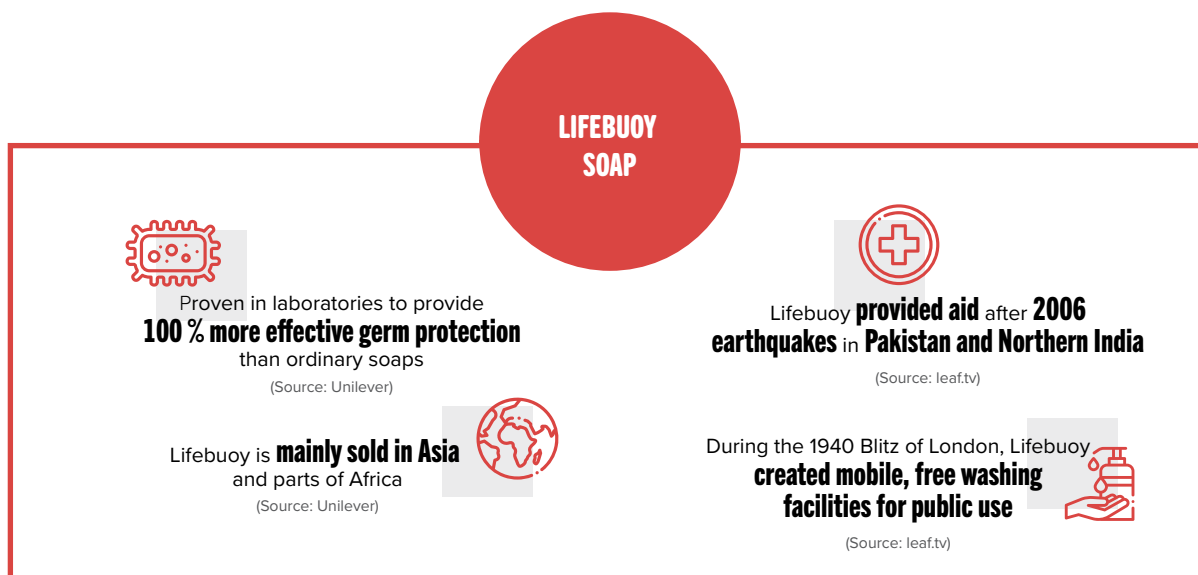 LIFEBUOY
SOAP
Proven in laboratories to provide
100 % more effective germ protection
than ordinary soaps
(Source: Unilever)
Lifebuoy is mainly sold in Asia
and parts of Africa
(Source: Unilever)
Lifebuoy provided aid after 2006
earthquakes in Pakistan and Northern India
(Source: leaf.tv)
During the 1940 Blitz of London, Lifebuoy
created mobile, free washing
facilities for public use
(Source: leaf.tv)